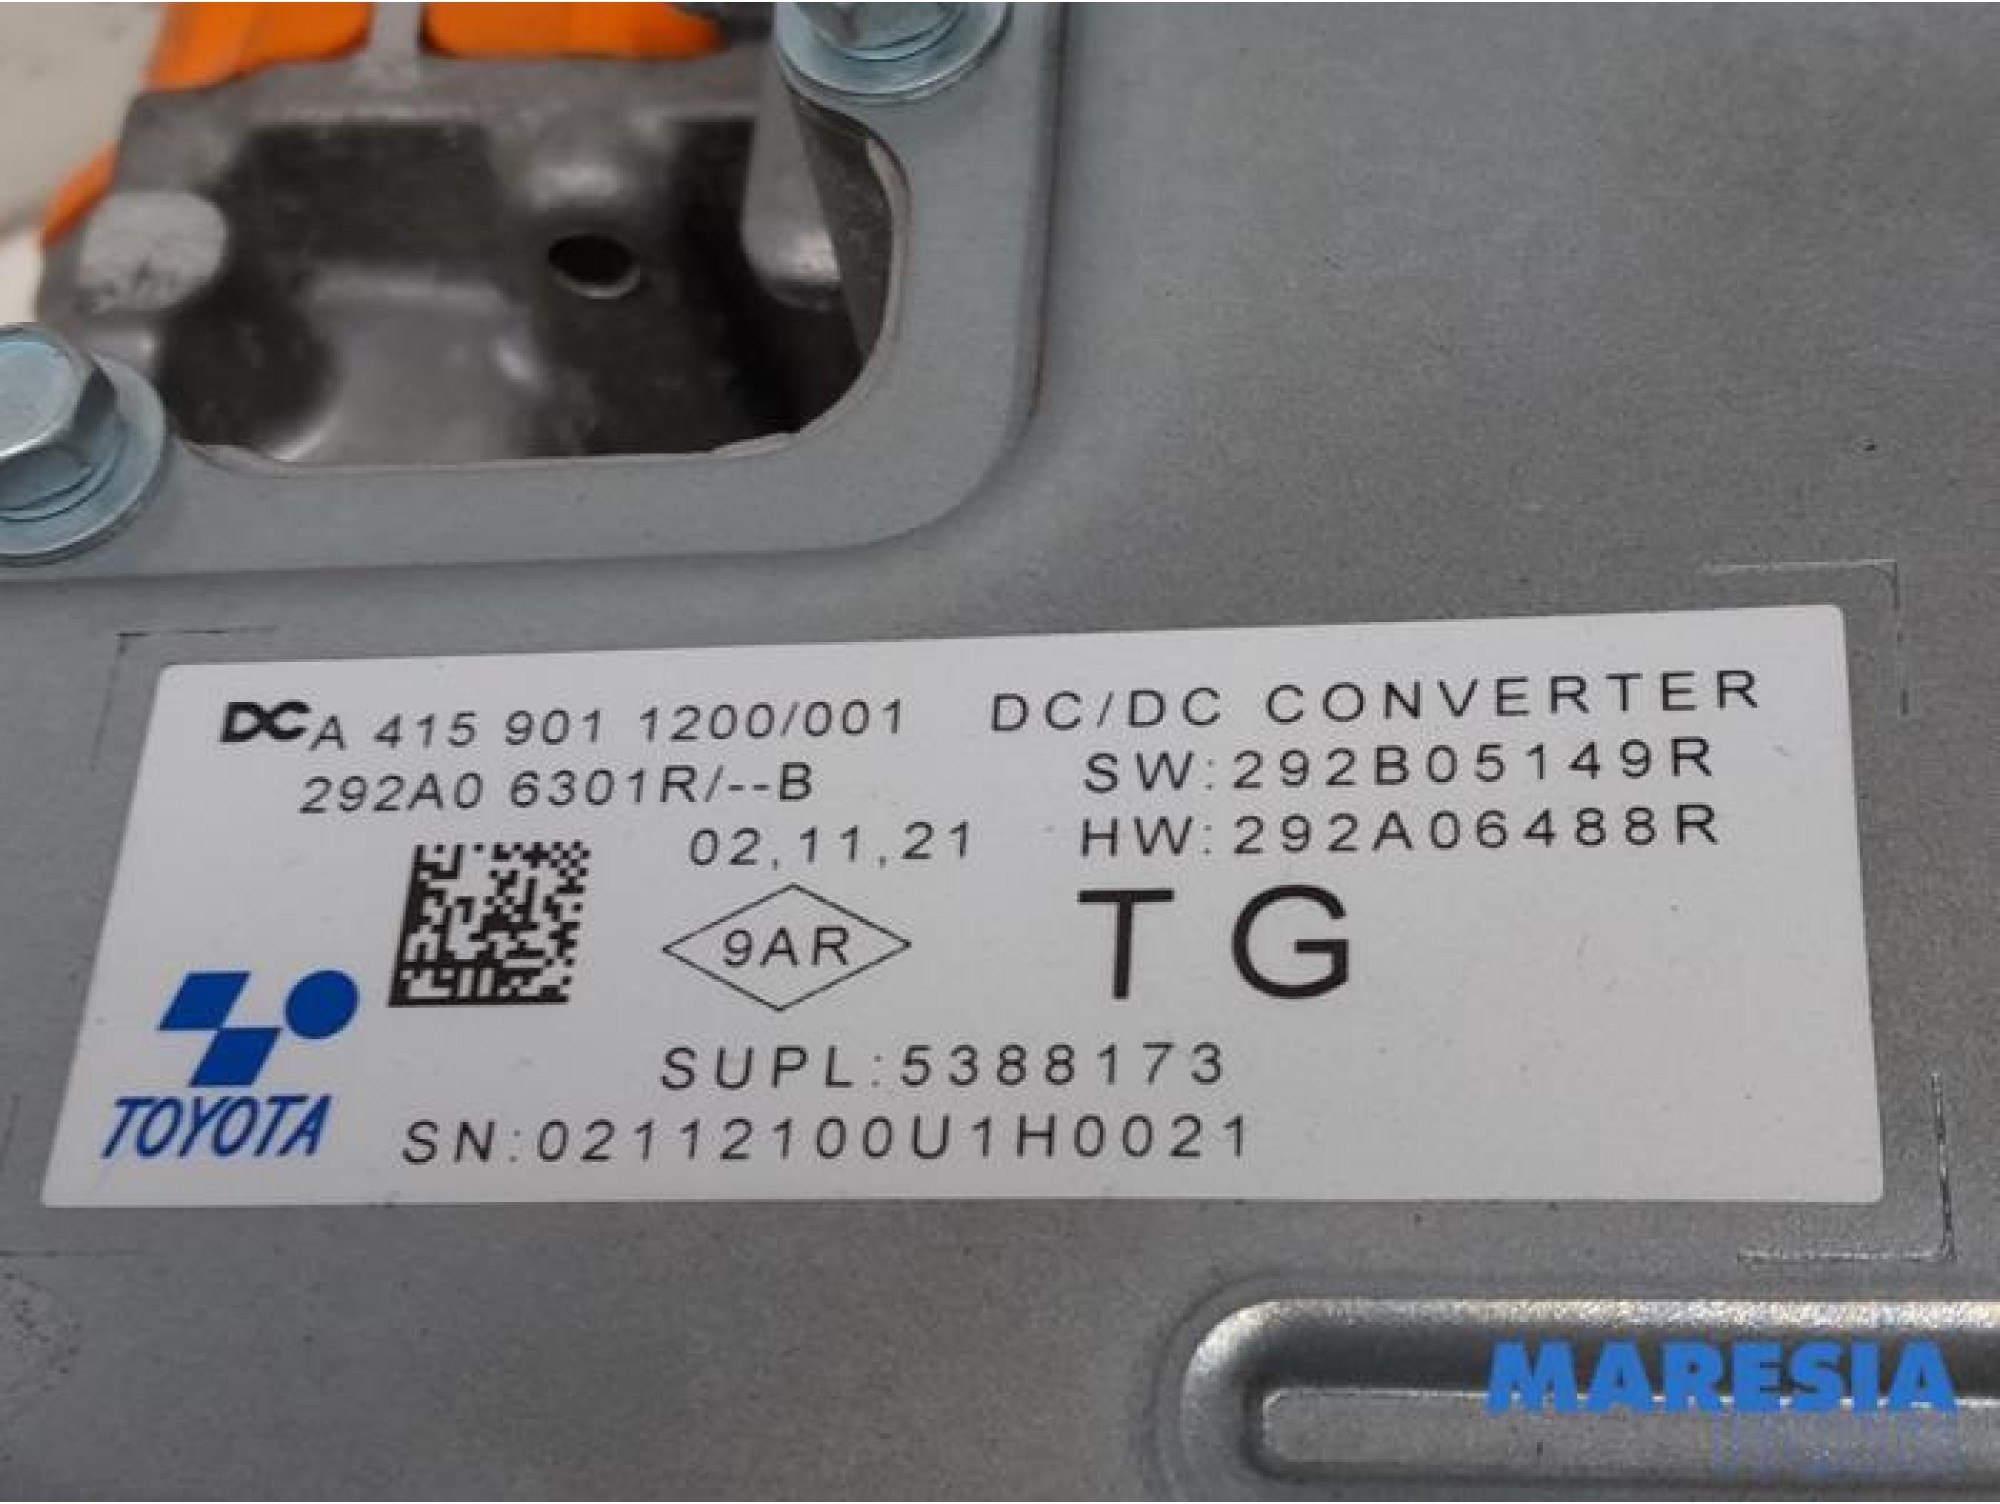 DCA 415 901 1200/001 DC/DC CONVERTER
292A0 6301R/--B SW:292B05149R
02,11,21 HW:292A06488R
9AR TG
SUPL:5388173
TOYOTA SN:02112100U1H0021
MARESIA